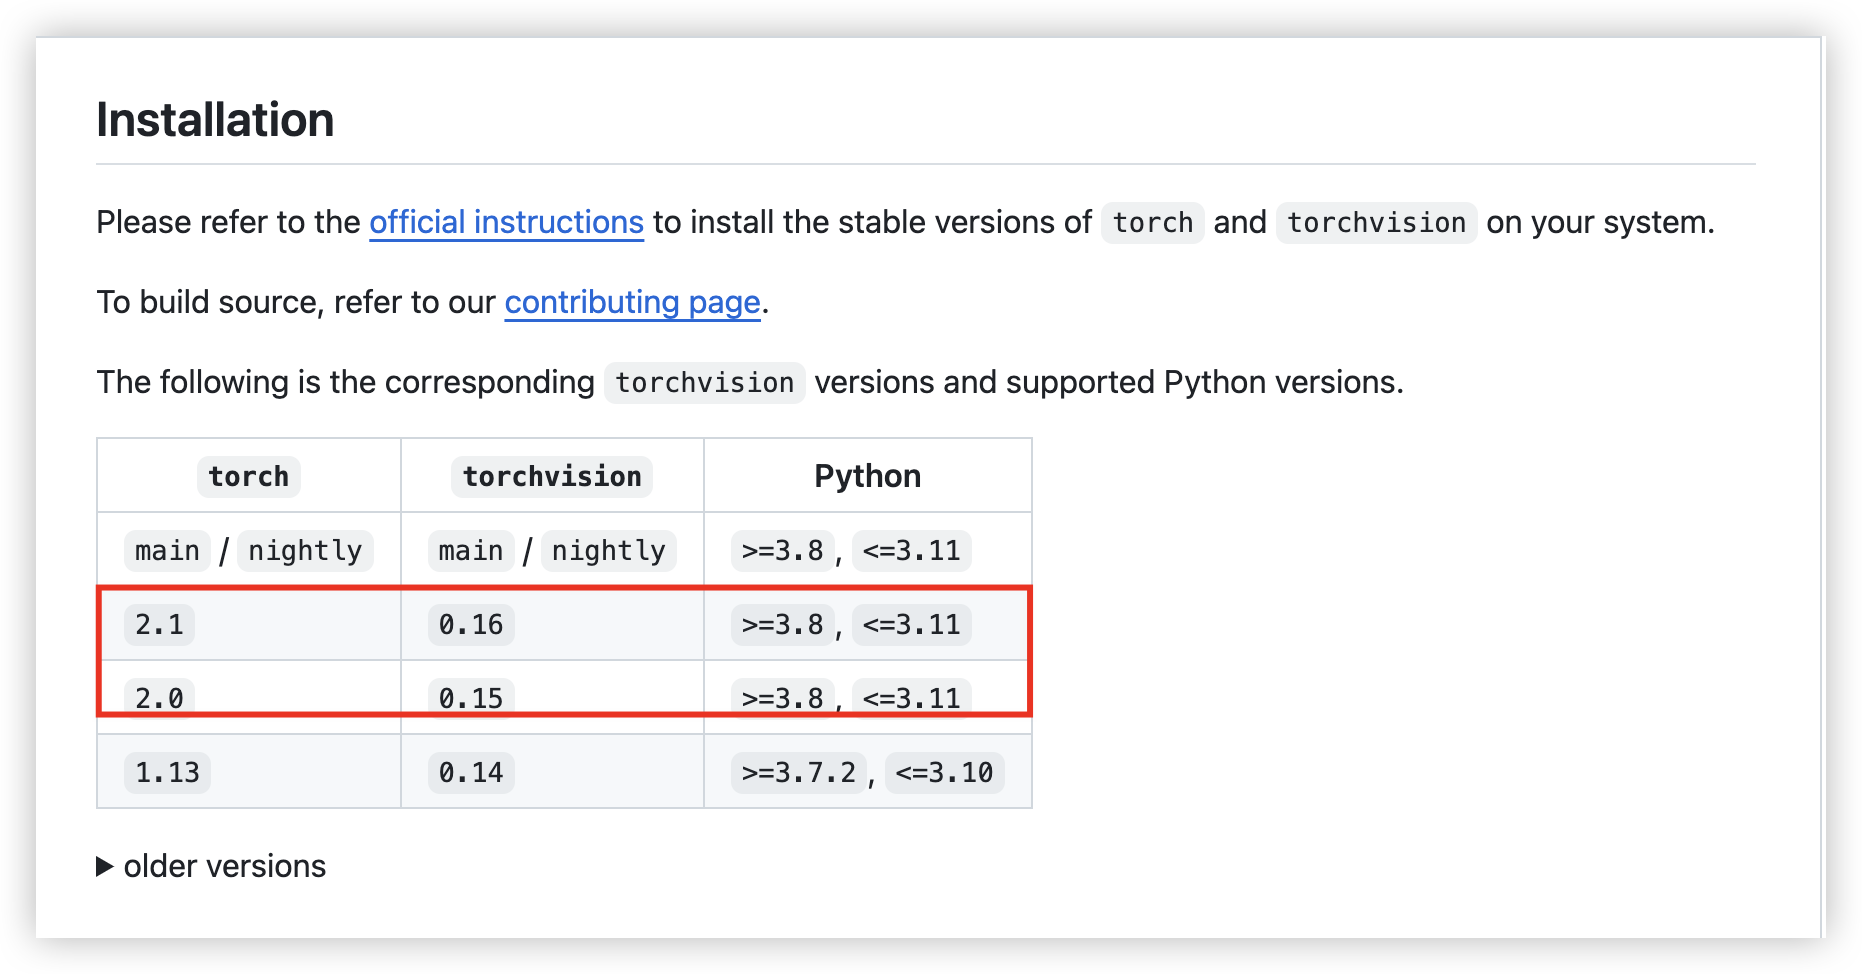 Installation
Please refer to the official instructions to install the stable versions of torch and torchvision on your system.
To build source, refer to our contributing page.
The following is the corresponding torchvision versions and supported Python versions.
torch torchvision Python
main / nightly main / nightly >=3.8 , <=3.11
2.1 0.16 >=3.8 , <=3.11
2.0 0.15 >=3.8 , <=3.11
1.13 0.14 >=3.7.2 , <=3.10
older versions